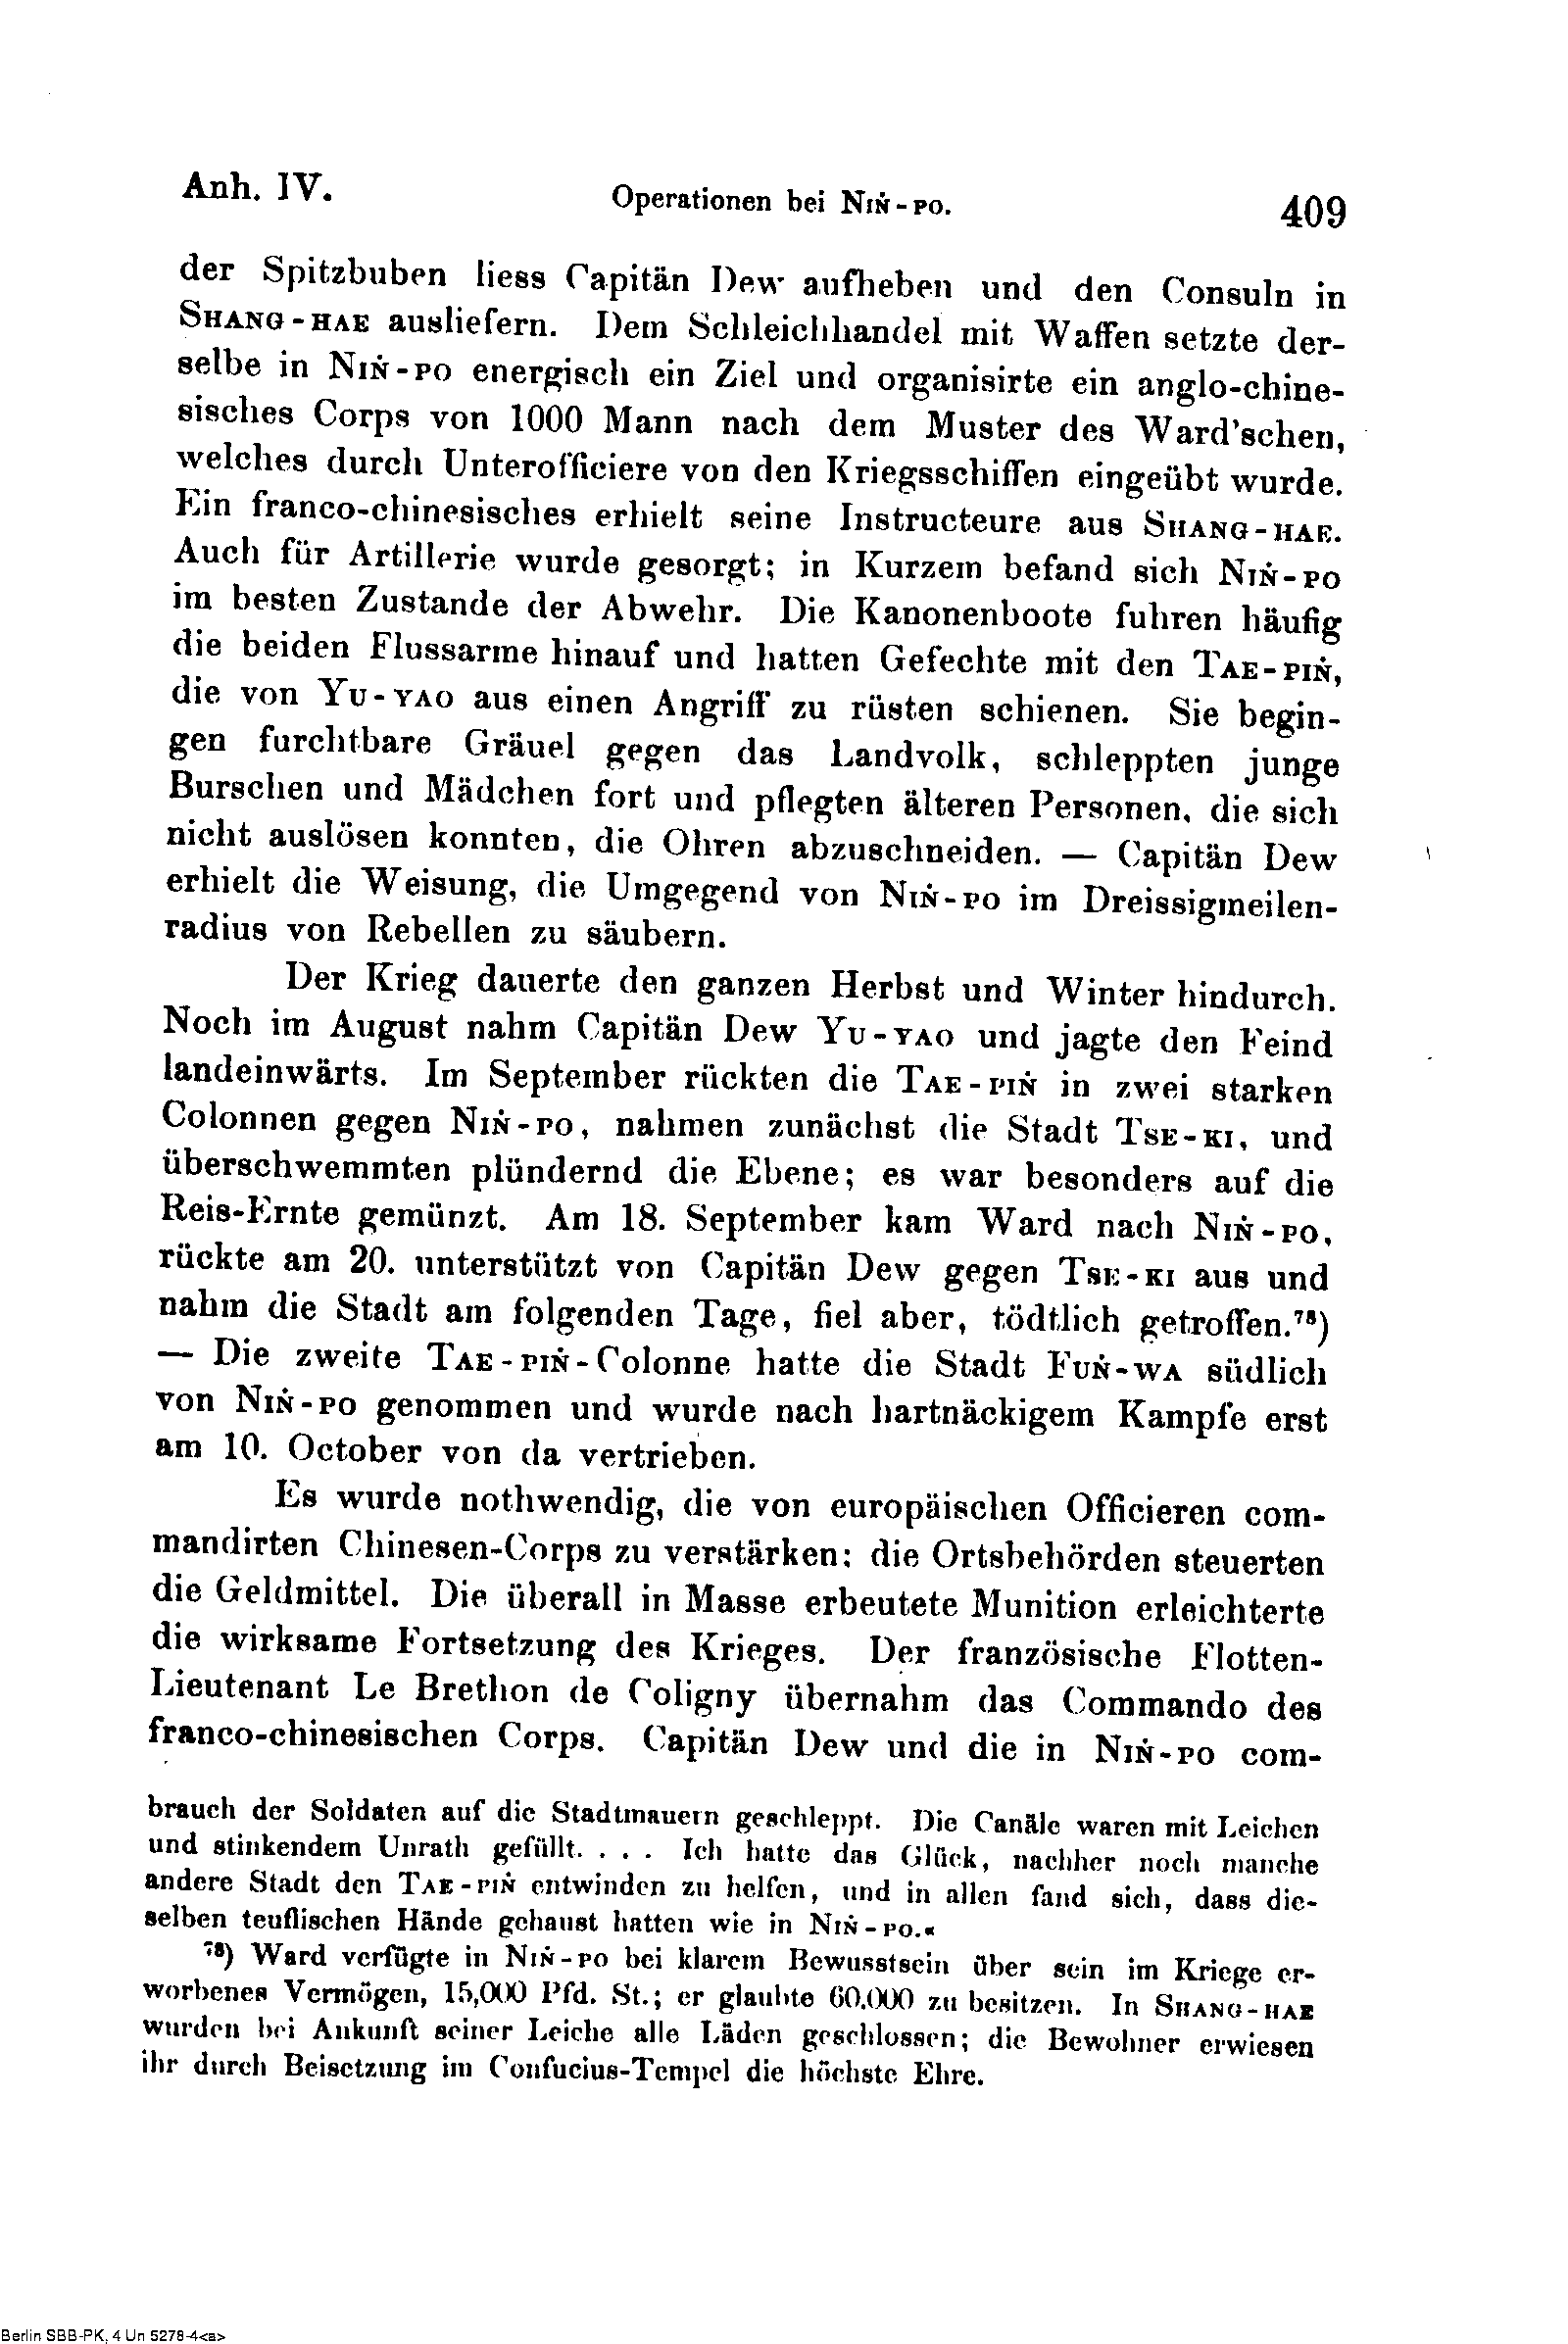 Anh. IV.
Operationen bei Niṅ-po.
409
der Spitzbuben liess Capitän Dew aufheben und den Consuln in
Shang-hae ausliefern. Dem Schleichhandel mit Waffen setzte der-
selbe in Niṅ-po energisch ein Ziel und organisirte ein anglo-chine-
sisches Corps von 1000 Mann nach dem Muster des Ward'schen,
welches durch Unterofficiere von den Kriegsschiffen eingeübt wurde.
Ein franco-chinesisches erhielt seine Instructeure aus Shang-hae.
Auch für Artillerie wurde gesorgt; in Kurzem befand sich Niṅ-po
im besten Zustande der Abwehr. Die Kanonenboote fuhren häufig
die beiden Flussarme hinauf und hatten Gefechte mit den Tae-piṅ,
die von Yu-yao aus einen Angriff zu rüsten schienen. Sie begin-
gen furchtbare Gräuel gegen das Landvolk, schleppten junge
Burschen und Mädchen fort und pflegten älteren Personen, die sich
nicht auslösen konnten, die Ohren abzuschneiden. — Capitän Dew
erhielt die Weisung, die Umgegend von Niṅ-po im Dreissigmeilen-
radius von Rebellen zu säubern.
Der Krieg dauerte den ganzen Herbst und Winter hindurch.
Noch im August nahm Capitän Dew Yu-yao und jagte den Feind
landeinwärts. Im September rückten die Tae-piṅ in zwei starken
Colonnen gegen Niṅ-po, nahmen zunächst die Stadt Tse-ki, und
überschwemmten plündernd die Ebene; es war besonders auf die
Reis-Ernte gemünzt. Am 18. September kam Ward nach Niṅ-po,
rückte am 20. unterstützt von Capitän Dew gegen Tse-ki aus und
nahm die Stadt am folgenden Tage, fiel aber, tödtlich getroffen.⁷⁸)
— Die zweite Tae-piṅ-Colonne hatte die Stadt Fuṅ-wa südlich
von Niṅ-po genommen und wurde nach hartnäckigem Kampfe erst
am 10. October von da vertrieben.
Es wurde nothwendig, die von europäischen Officieren com-
mandirten Chinesen-Corps zu verstärken; die Ortsbehörden steuerten
die Geldmittel. Die überall in Masse erbeutete Munition erleichterte
die wirksame Fortsetzung des Krieges. Der französische Flotten-
Lieutenant Le Brethon de Coligny übernahm das Commando des
franco-chinesischen Corps. Capitän Dew und die in Niṅ-po com-
brauch der Soldaten auf die Stadtmauern geschleppt. Die Canäle waren mit Leichen
und stinkendem Unrath gefüllt. . . . Ich hatte das Glück, nachher noch manche
andere Stadt den Tae-piṅ entwinden zu helfen, und in allen fand sich, dass die-
selben teuflischen Hände gehaust hatten wie in Niṅ-po.«
⁷⁸) Ward verfügte in Niṅ-po bei klarem Bewusstsein über sein im Kriege er-
worbenes Vermögen, 15,000 Pfd. St.; er glaubte 60.000 zu besitzen. In Shang-hae
wurden bei Ankunft seiner Leiche alle Läden geschlossen; die Bewohner erwiesen
ihr durch Beisetzung im Confucius-Tempel die höchste Ehre.
Berlin SBB-PK, 4 Un 5278-4<a>